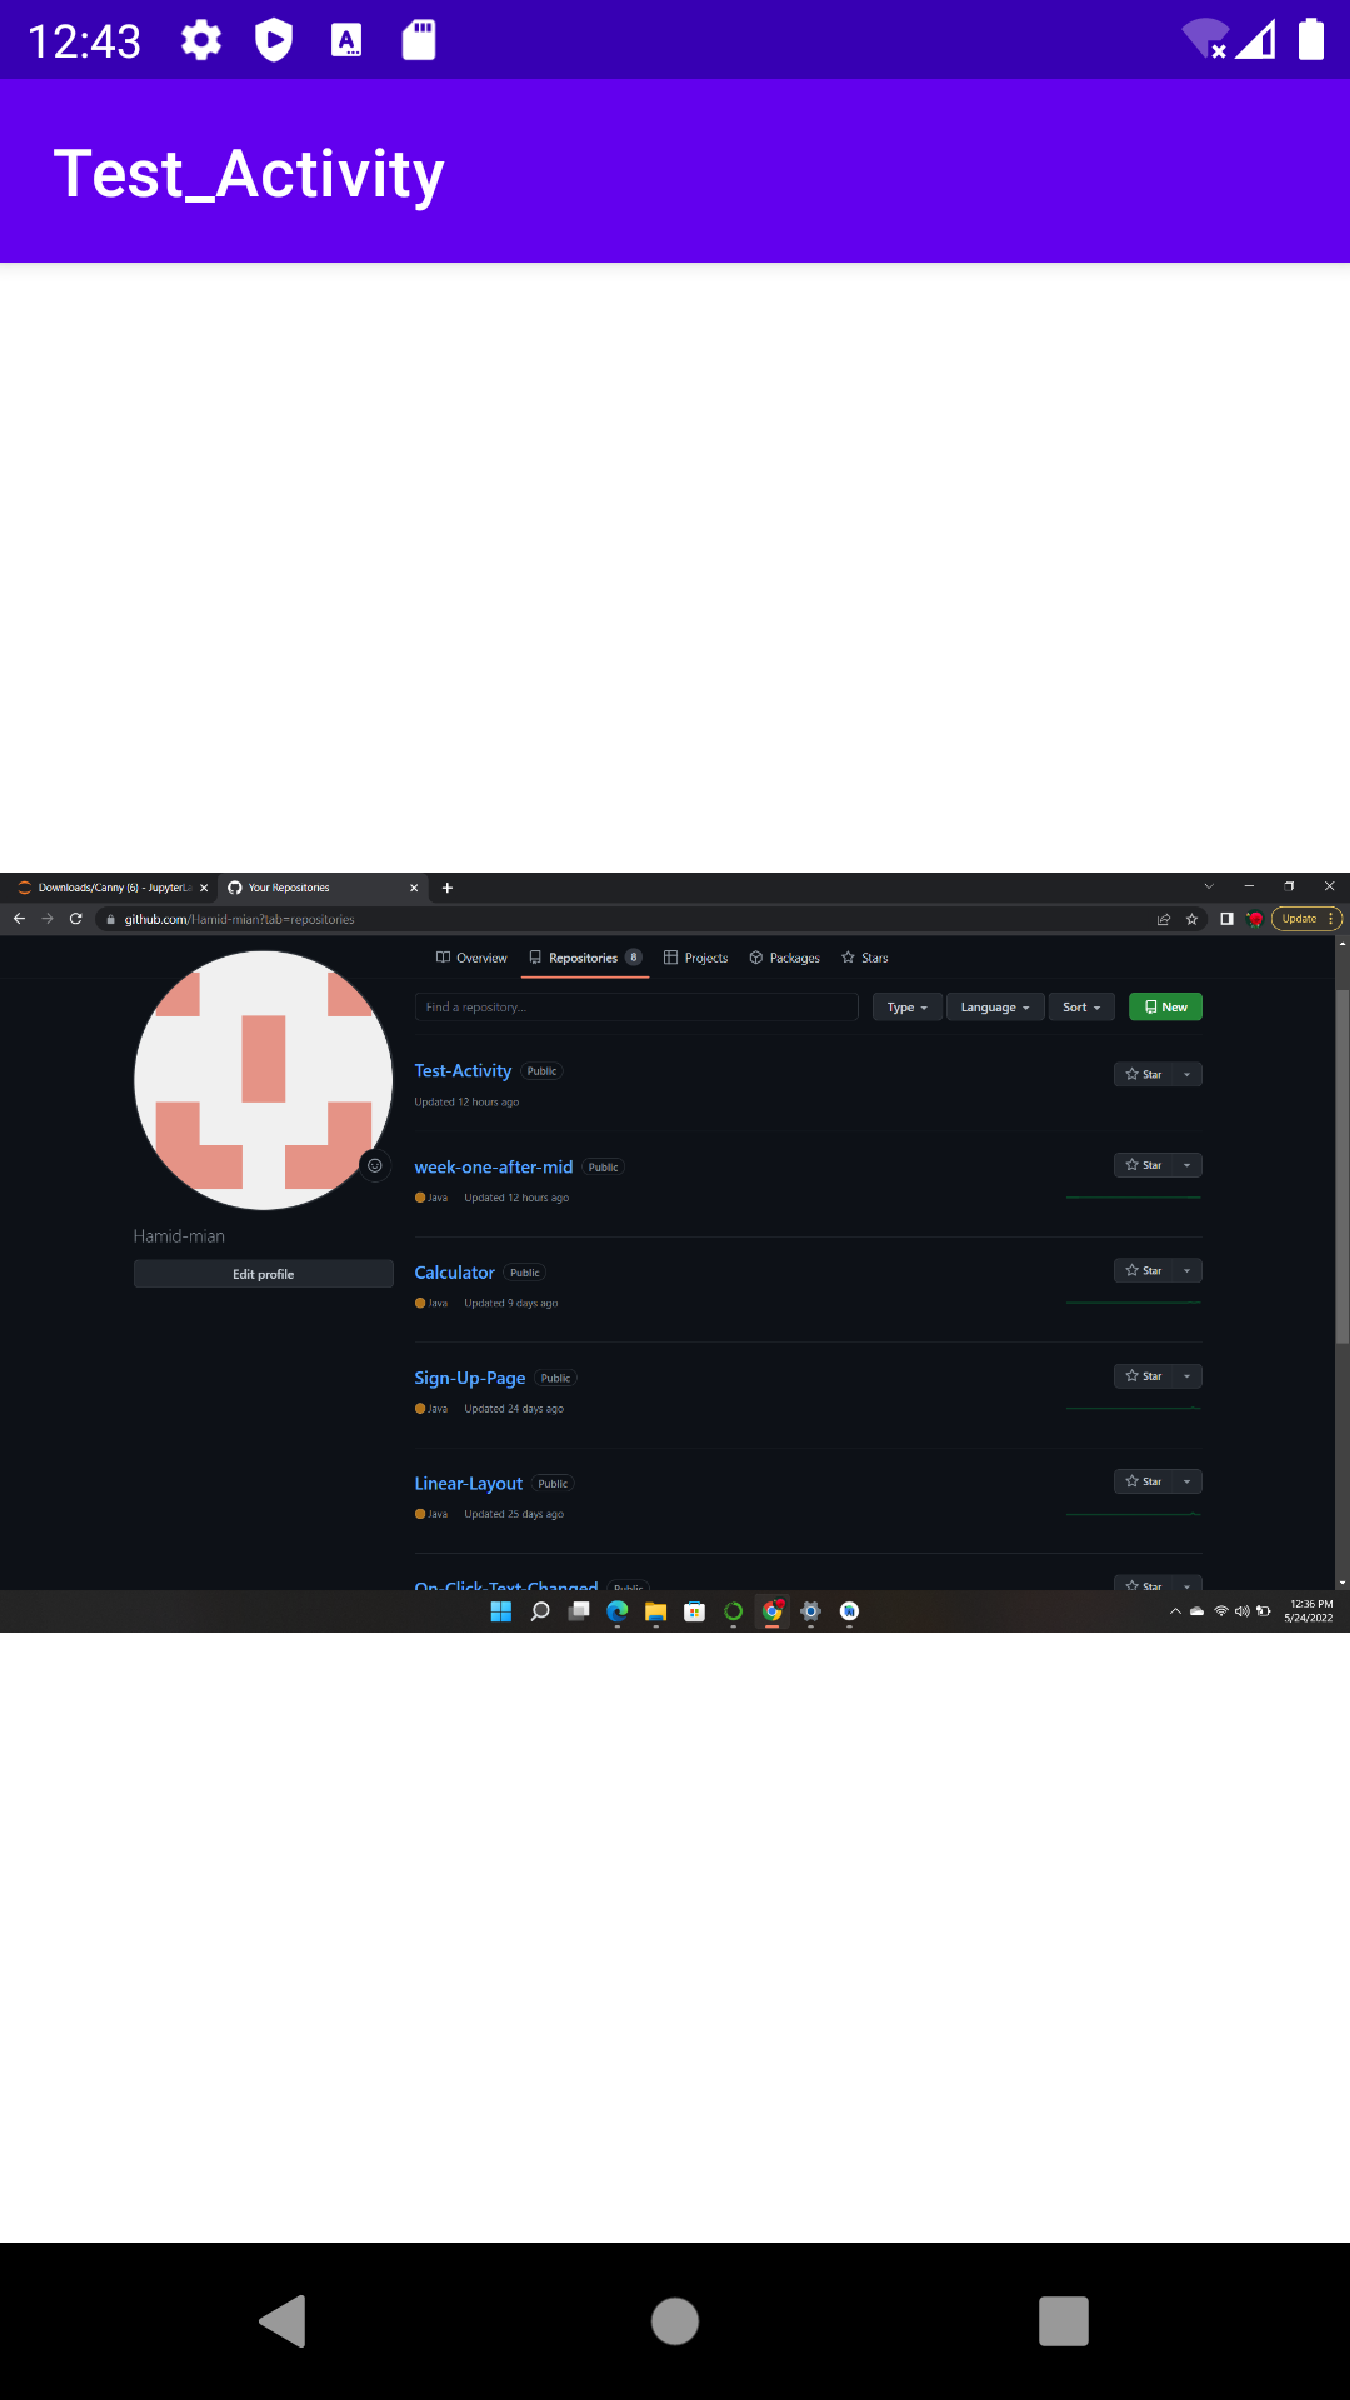 12:43
Test_Activity
Downloads/Canny (6) - JupyterLa
Your Repositories
github.com/Hamid-mian?tab=repositories
Update
Overview
Repositories 8
Projects
Packages
Stars
Find a repository...
Type
Language
Sort
New
Test-Activity Public
Star
Updated 12 hours ago
week-one-after-mid Public
Star
Java Updated 12 hours ago
Hamid-mian
Edit profile
Calculator Public
Star
Java Updated 9 days ago
Sign-Up-Page Public
Star
Java Updated 24 days ago
Linear-Layout Public
Star
Java Updated 25 days ago
On-Click-Text-Changed Public
Star
12:36 PM
5/24/2022